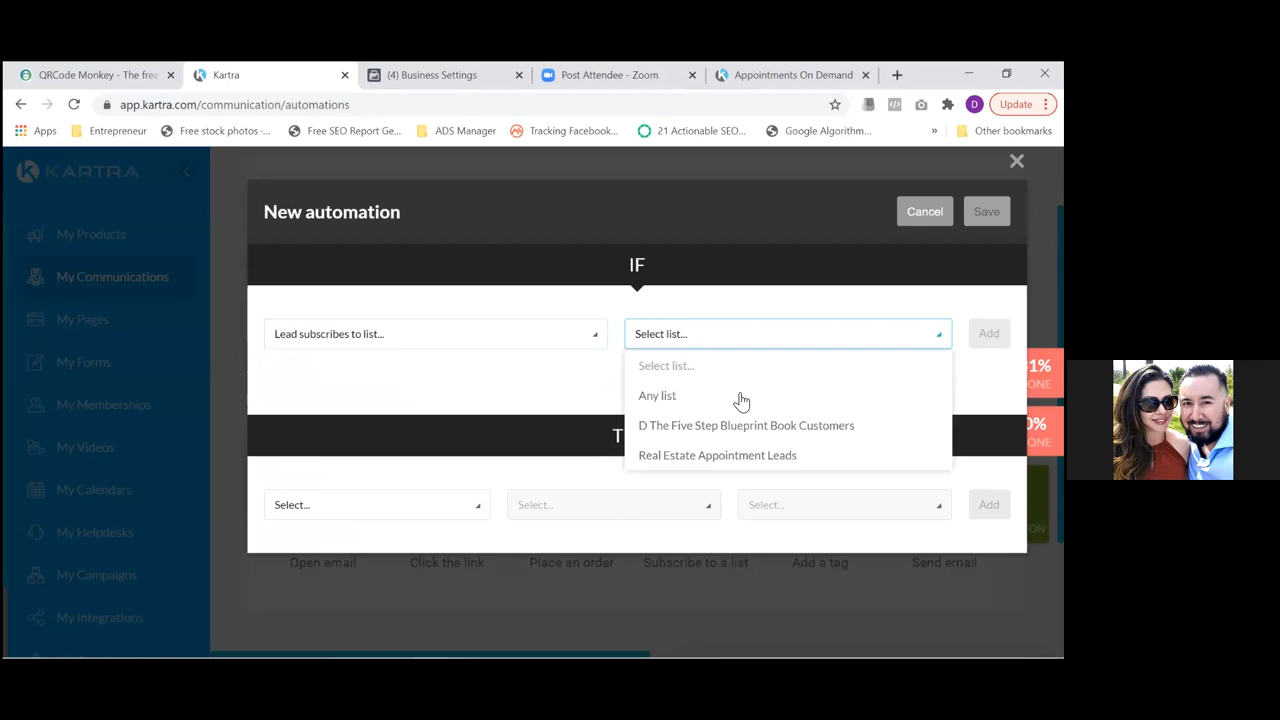 QRCode Monkey - The free
Kartra
(4) Business Settings
Post Attendee - Zoom
Appointments On Demand
app.kartra.com/communication/automations
D
Update
Apps
Entrepreneur
Free stock photos -...
Free SEO Report Ge...
ADS Manager
Tracking Facebook...
21 Actionable SEO...
Google Algorithm...
»
Other bookmarks
KARTRA
My Products
My Communications
My Pages
My Forms
My Memberships
My Videos
My Calendars
My Helpdesks
My Campaigns
My Integrations
New automation
Cancel
Save
IF
Lead subscribes to list...
Select list...
Add
Select list...
Any list
D The Five Step Blueprint Book Customers
Real Estate Appointment Leads
Select...
Select...
Select...
Add
Open email
Click the link
Place an order
Subscribe to a list
Add a tag
Send email